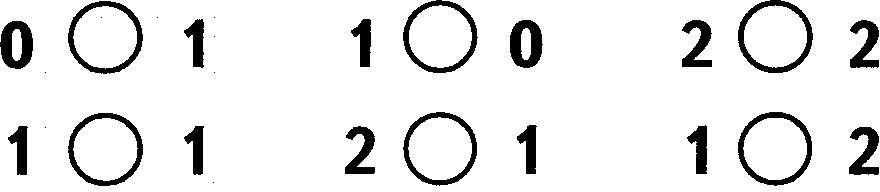 0 ○ 1 1 ○ 0 2 ○ 2
1 ○ 1 2 ○ 1 1 ○ 2